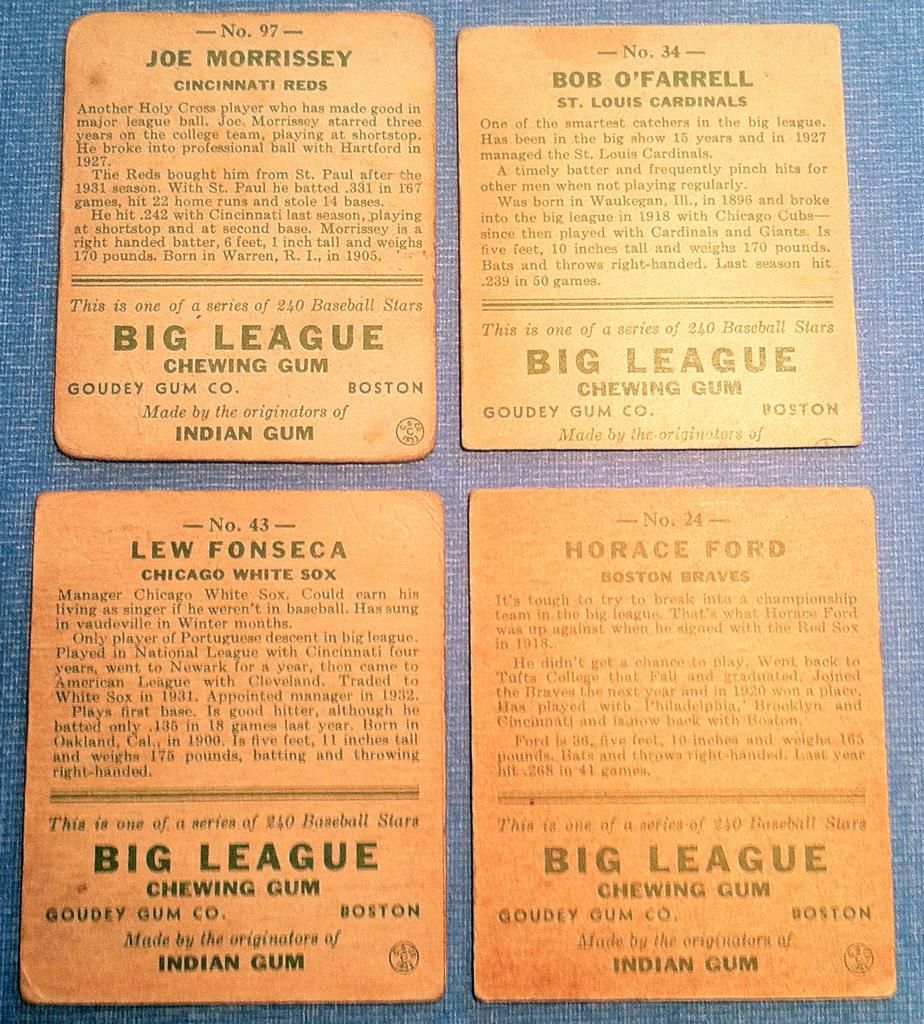 — No. 97 —
JOE MORRISSEY
CINCINNATI REDS
Another Holy Cross player who has made good in
major league ball. Joe Morrissey starred three
years on the college team, playing at shortstop.
He broke into professional ball with Hartford in
1927.
The Reds bought him from St. Paul after the
1931 season. With St. Paul he batted .331 in 167
games, hit 22 home runs and stole 14 bases.
He hit .242 with Cincinnati last season, playing
at shortstop and at second base. Morrissey is a
right handed batter, 6 feet, 1 inch tall and weighs
170 pounds. Born in Warren, R. I., in 1905.
This is one of a series of 240 Baseball Stars
BIG LEAGUE
CHEWING GUM
GOUDEY GUM CO. BOSTON
Made by the originators of
INDIAN GUM
— No. 34 —
BOB O'FARRELL
ST. LOUIS CARDINALS
One of the smartest catchers in the big league.
Has been in the big show 15 years and in 1927
managed the St. Louis Cardinals.
A timely batter and frequently pinch hits for
other men when not playing regularly.
Was born in Waukegan, Ill., in 1896 and broke
into the big league in 1918 with Chicago Cubs—
since then played with Cardinals and Giants. Is
five feet, 10 inches tall and weighs 170 pounds.
Bats and throws right-handed. Last season hit
.239 in 50 games.
This is one of a series of 240 Baseball Stars
BIG LEAGUE
CHEWING GUM
GOUDEY GUM CO. BOSTON
Made by the originators of
— No. 43 —
LEW FONSECA
CHICAGO WHITE SOX
Manager Chicago White Sox. Could earn his
living as singer if he weren't in baseball. Has sung
in vaudeville in Winter months.
Only player of Portuguese descent in big league.
Played in National League with Cincinnati four
years, went to Newark for a year, then came to
American League with Cleveland. Traded to
White Sox in 1931. Appointed manager in 1932.
Plays first base. Is good hitter, although he
batted only .135 in 18 games last year. Born in
Oakland, Cal., in 1900. Is five feet, 11 inches tall
and weighs 175 pounds, batting and throwing
right-handed.
This is one of a series of 240 Baseball Stars
BIG LEAGUE
CHEWING GUM
GOUDEY GUM CO. BOSTON
Made by the originators of
INDIAN GUM
— No. 24 —
HORACE FORD
BOSTON BRAVES
It's tough to try to break into a championship
team in the big league. That's what Horace Ford
was up against when he signed with the Red Sox
in 1918.
He didn't get a chance to play. Went back to
Tufts College that Fall and graduated. Joined
the Braves the next year and in 1920 won a place.
Has played with Philadelphia, Brooklyn and
Cincinnati and is now back with Boston.
Ford is 36, five feet, 10 inches and weighs 165
pounds. Bats and throws right-handed. Last year
hit .268 in 41 games.
This is one of a series of 240 Baseball Stars
BIG LEAGUE
CHEWING GUM
GOUDEY GUM CO. BOSTON
Made by the originators of
INDIAN GUM